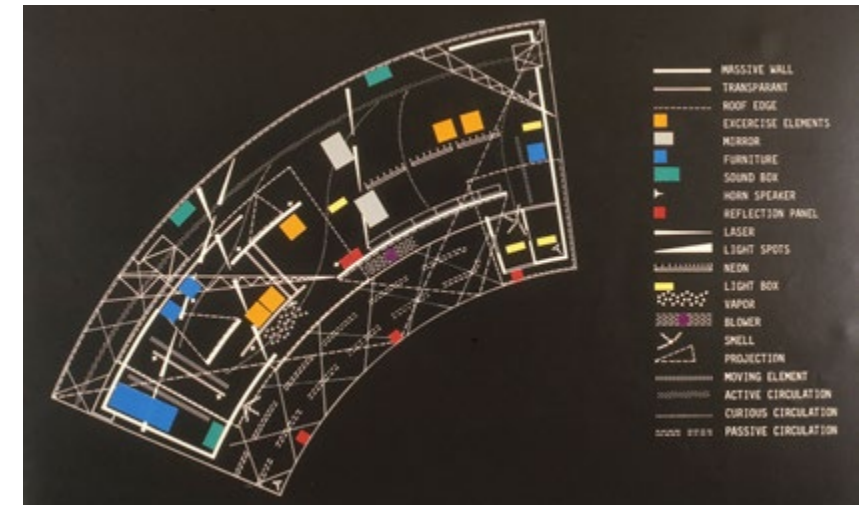 MASSIVE WALL
TRANSPARANT
ROOF EDGE
EXCERCISE ELEMENTS
MIRROR
FURNITURE
SOUND BOX
HORN SPEAKER
REFLECTION PANEL
LASER
LIGHT SPOTS
NEON
LIGHT BOX
VAPOR
BLOWER
SMELL
PROJECTION
MOVING ELEMENT
ACTIVE CIRCULATION
CURIOUS CIRCULATION
PASSIVE CIRCULATION